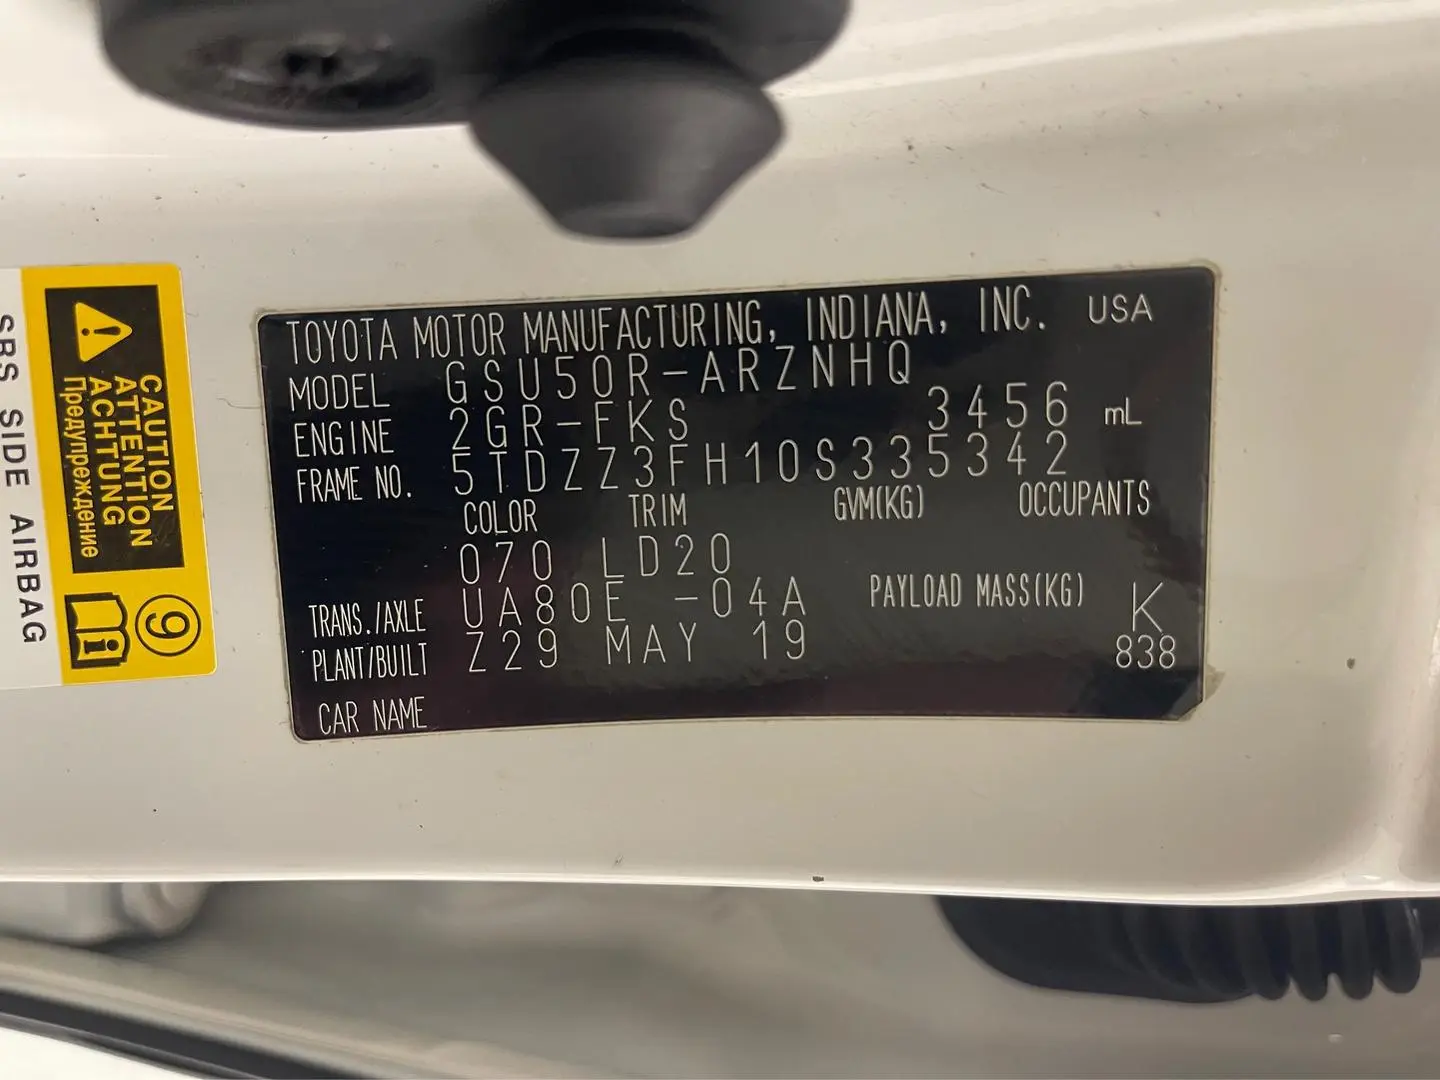 SRS SIDE AIRBAG
CAUTION
ATTENTION
ACHTUNG
Предупреждение
9
i
TOYOTA MOTOR MANUFACTURING, INDIANA, INC. USA
MODEL GSU50R-ARZNHQ
ENGINE 2GR-FKS 3456 mL
FRAME NO. 5TDZZ3FH10S335342
COLOR TRIM GVM(KG) OCCUPANTS
070 LD20
TRANS./AXLE UA80E -04A PAYLOAD MASS(KG) K
PLANT/BUILT Z29 MAY 19 838
CAR NAME